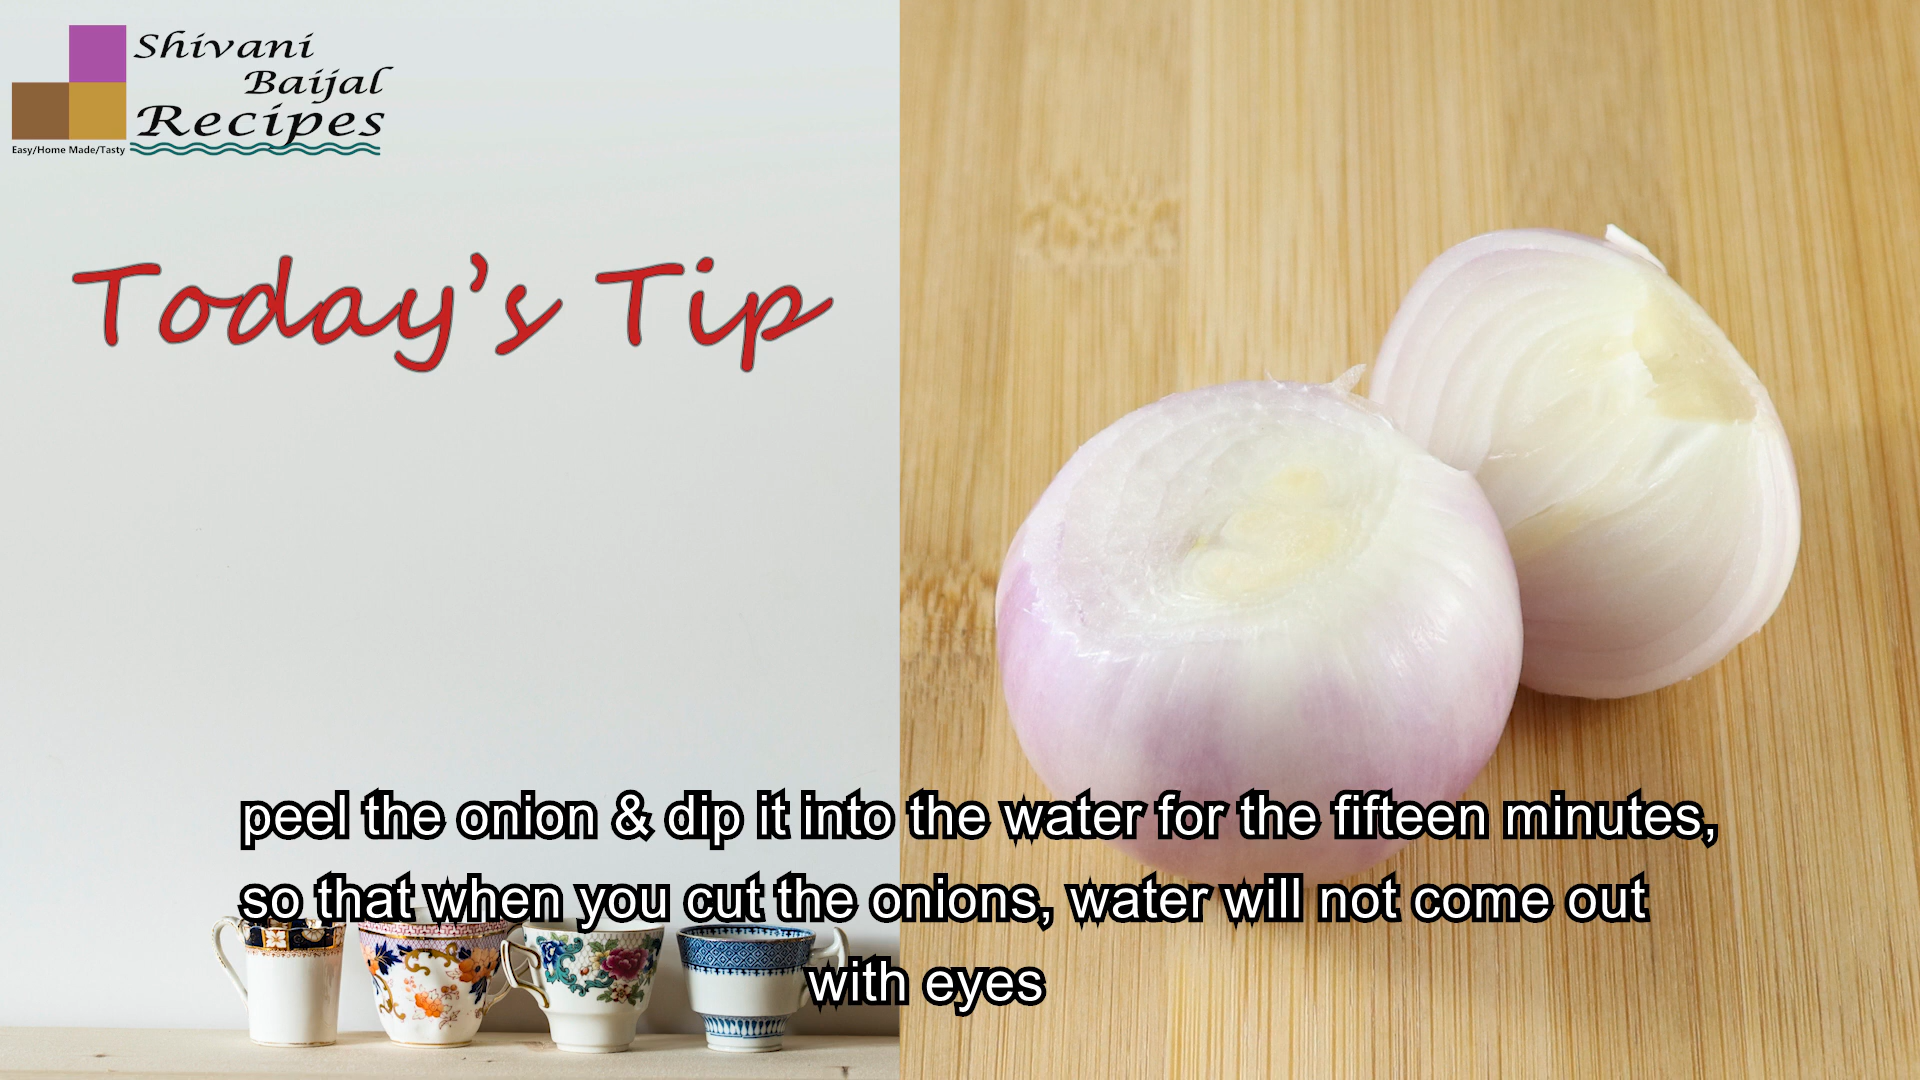 Shivani
Baijal
Recipes
Easy/Home Made/Tasty
Today's Tip
peel the onion & dip it into the water for the fifteen minutes,
so that when you cut the onions, water will not come out
with eyes